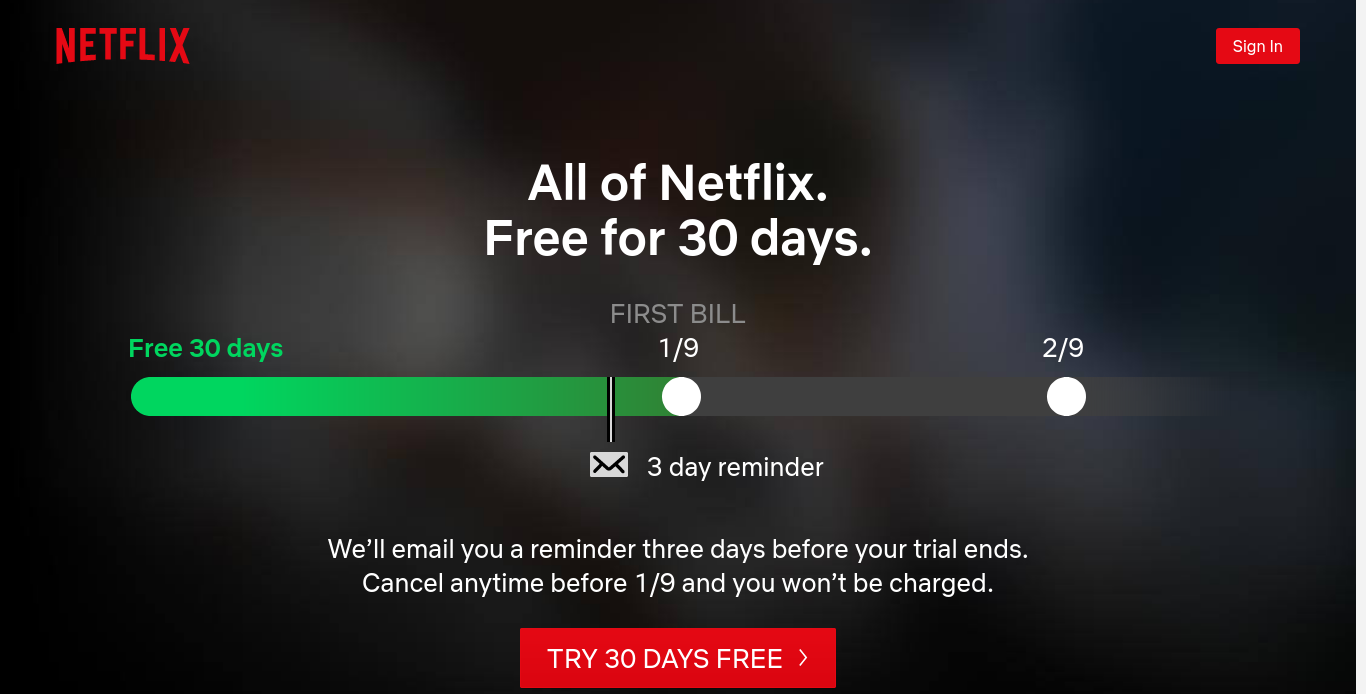 NETFLIX
Sign In
All of Netflix.
Free for 30 days.
FIRST BILL
Free 30 days
1/9
2/9
3 day reminder
We’ll email you a reminder three days before your trial ends.
Cancel anytime before 1/9 and you won’t be charged.
TRY 30 DAYS FREE